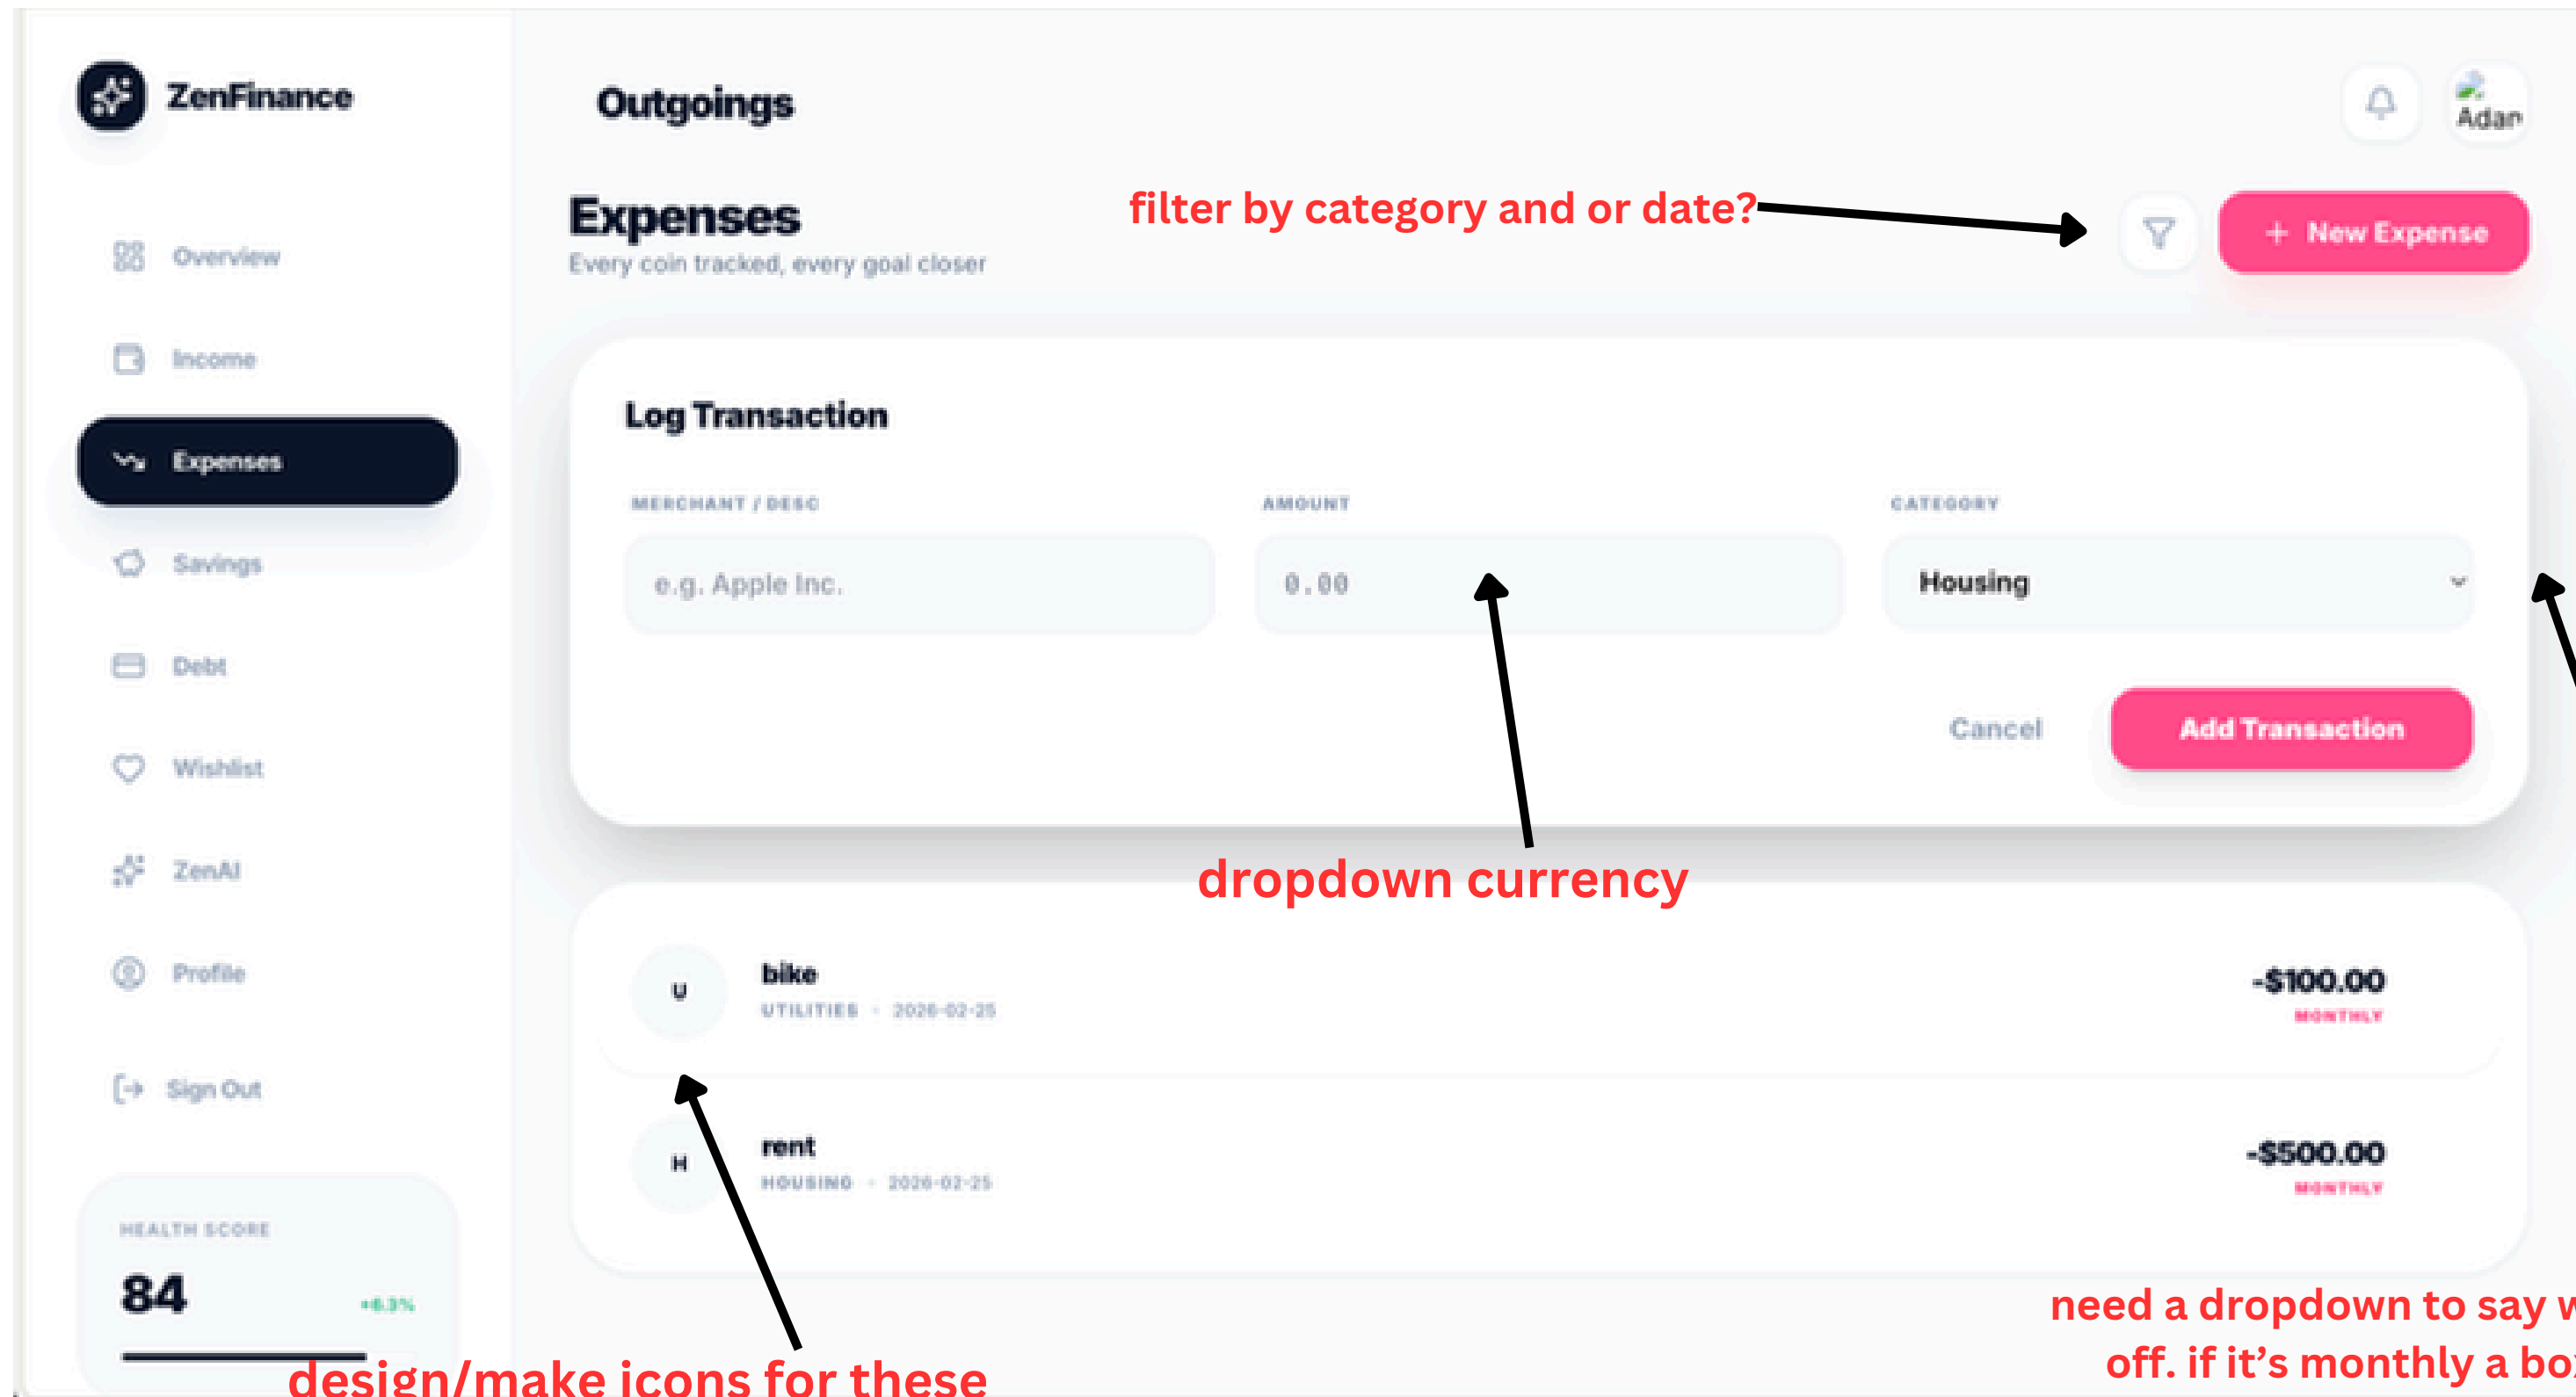 ZenFinance
Outgoings
Adan
filter by category and or date?
Expenses
Every coin tracked, every goal closer
+ New Expense
Overview
Income
Expenses
Savings
Debt
Wishlist
ZenAI
Profile
Sign Out
HEALTH SCORE
84
+6.3%
Log Transaction
MERCHANT / DESC
AMOUNT
CATEGORY
e.g. Apple Inc.
0.00
Housing
Cancel
Add Transaction
dropdown currency
U
bike
-$100.00
UTILITIES • 2026-02-25
MONTHLY
H
rent
-$500.00
HOUSING • 2026-02-25
MONTHLY
need a dropdown to say
off. if it’s monthly a
design/make icons for these